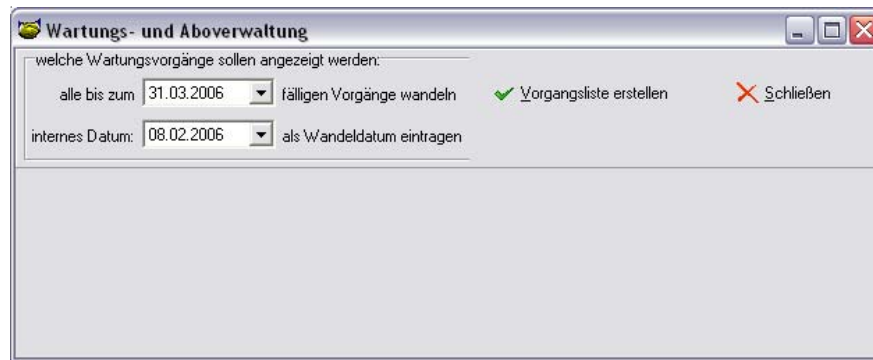 Wartungs- und Aboverwaltung
welche Wartungsvorgänge sollen angezeigt werden:
alle bis zum 31.03.2006 fälligen Vorgänge wandeln Vorgangsliste erstellen Schließen
internes Datum: 08.02.2006 als Wandeldatum eintragen